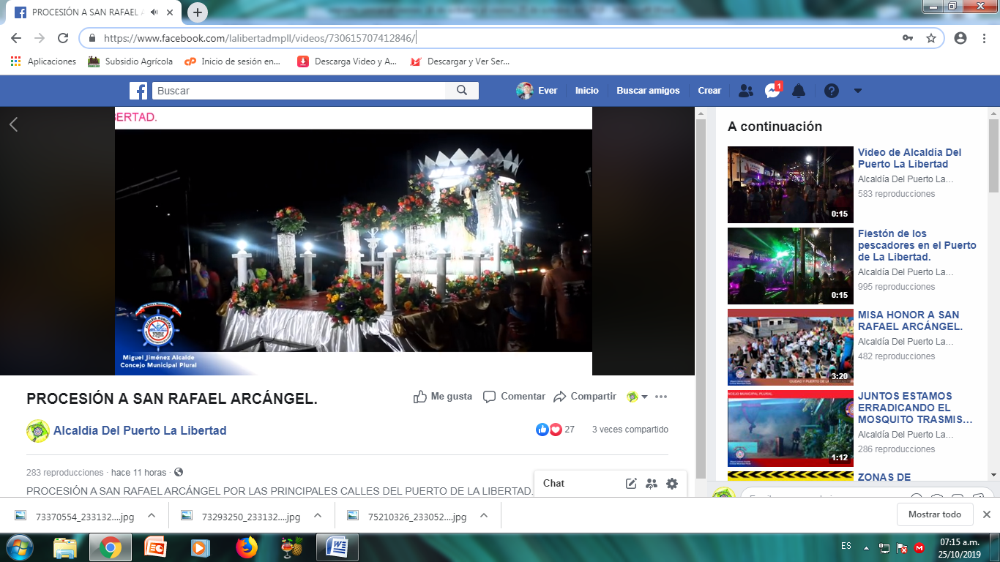 PROCESIÓN A SAN RAFAEL A
https://www.facebook.com/lalibertadmpll/videos/730615707412846/
Aplicaciones
Subsidio Agrícola
Inicio de sesión en...
Descarga Video y A...
Descargar y Ver Ser...
Buscar
Ever
Inicio
Buscar amigos
Crear
1
BERTAD.
Miguel Jiménez Alcalde
Concejo Municipal Plural
PROCESIÓN A SAN RAFAEL ARCÁNGEL.
Me gusta
Comentar
Compartir
Alcaldía Del Puerto La Libertad
27
3 veces compartido
283 reproducciones · hace 11 horas ·
PROCESIÓN A SAN RAFAEL ARCÁNGEL POR LAS PRINCIPALES CALLES DEL PUERTO DE LA LIBERTAD.
Chat
A continuación
0:15
Video de Alcaldía Del
Puerto La Libertad
Alcaldía Del Puerto La...
583 reproducciones
0:15
Fiestón de los
pescadores en el Puerto
de La Libertad.
Alcaldía Del Puerto La...
995 reproducciones
3:20
MISA HONOR A SAN
RAFAEL ARCÁNGEL.
Alcaldía Del Puerto La...
482 reproducciones
1:12
JUNTOS ESTAMOS
ERRADICANDO EL
MOSQUITO TRASMIS...
Alcaldía Del Puerto La...
286 reproducciones
ZONAS DE
73370554_233132....jpg
73293250_233132....jpg
75210326_233052....jpg
Mostrar todo
ES
07:15 a.m.
25/10/2019